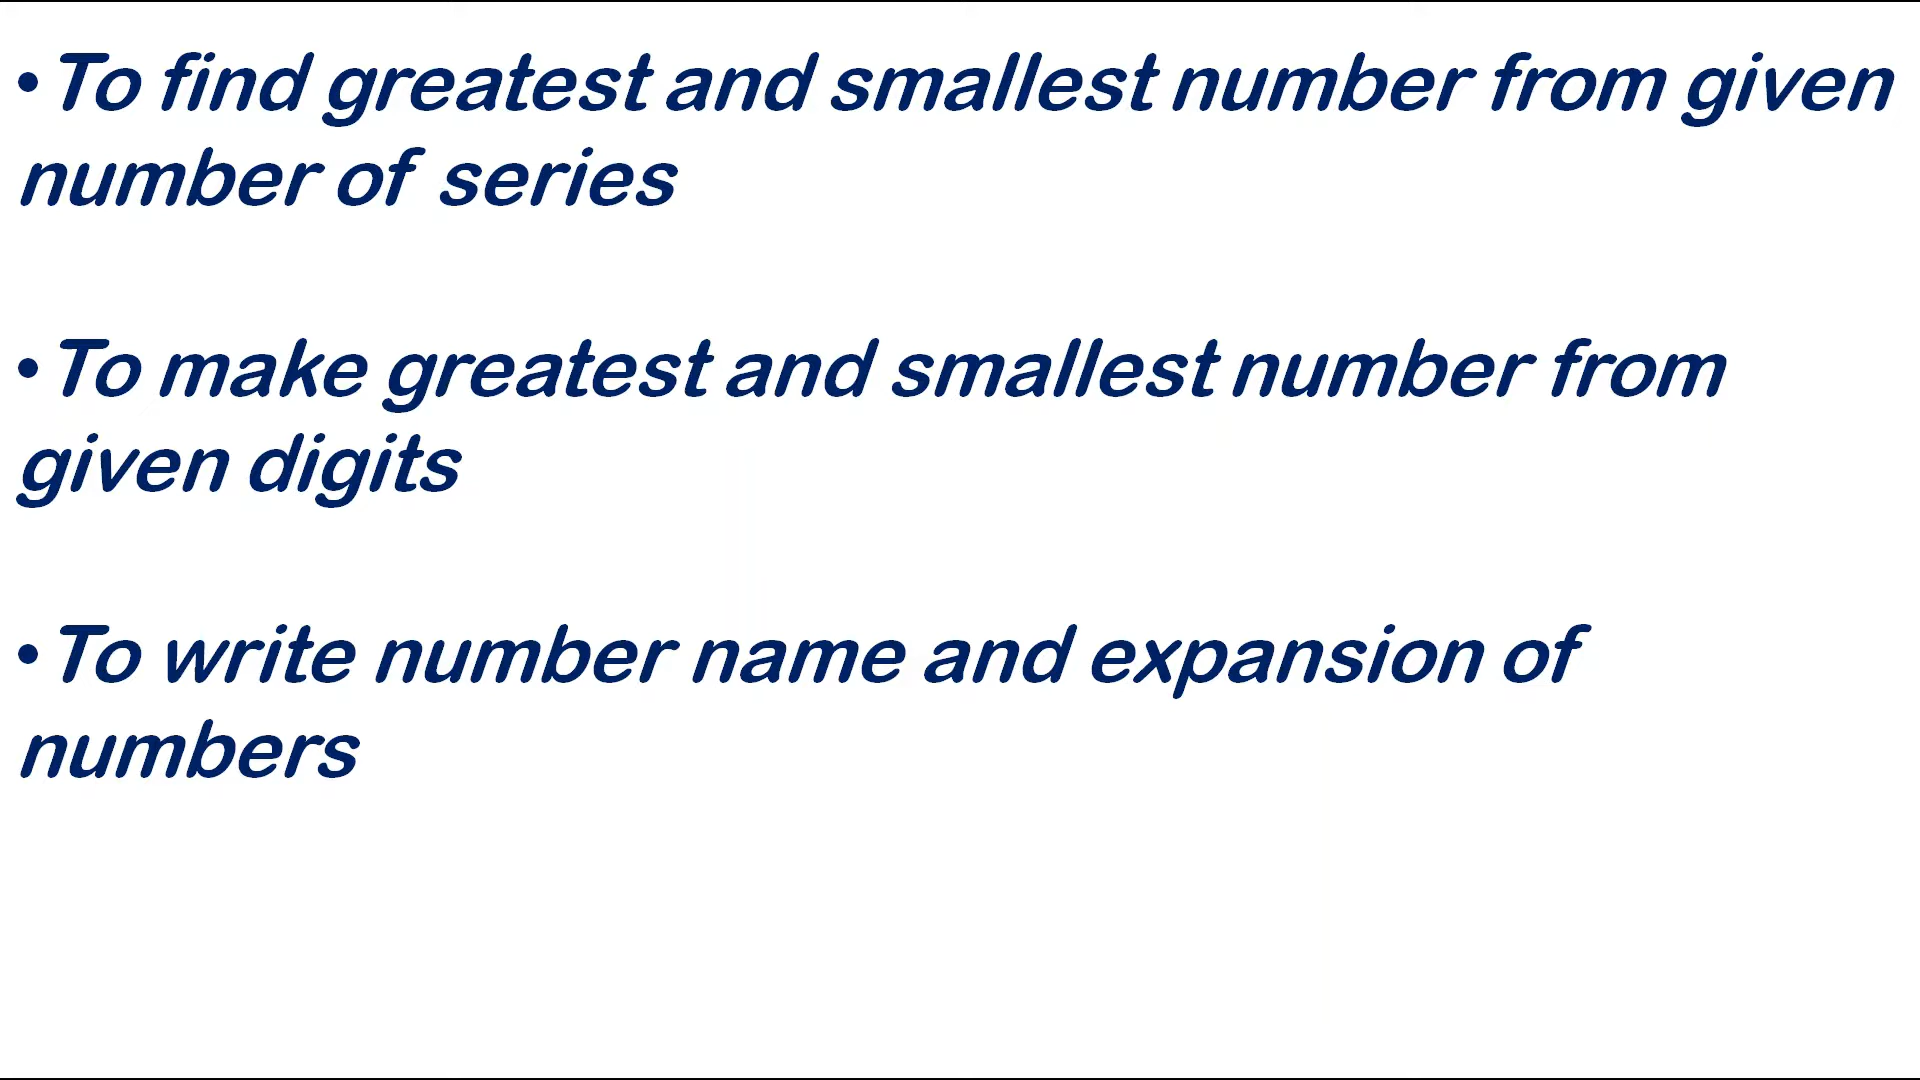 •To find greatest and smallest number from given
number of series
•To make greatest and smallest number from
given digits
•To write number name and expansion of
numbers